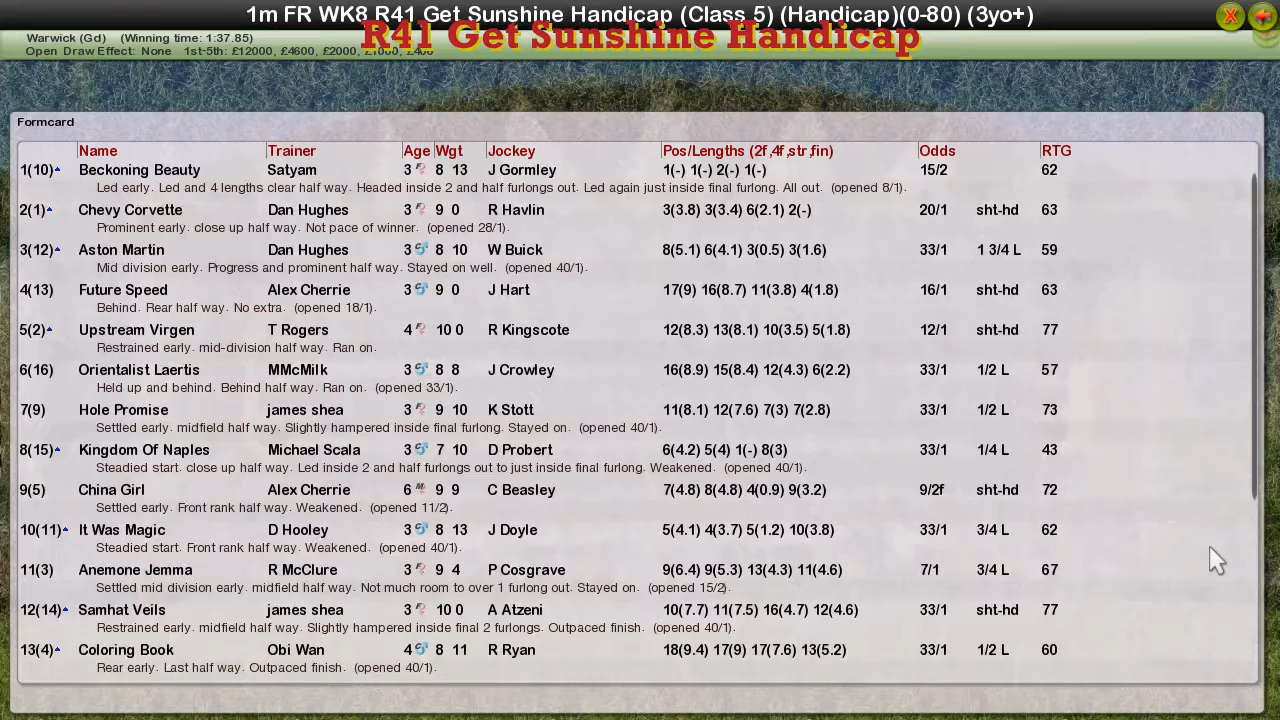 1m FR WK8 R41 Get Sunshine Handicap (Class 5) (Handicap)(0-80) (3yo+)
R41 Get Sunshine Handicap
Warwick (Gd) (Winning time: 1:37.85)
Open Draw Effect: None 1st-5th: £12000, £4600, £2000, £1000, £400
Formcard
Name Trainer Age Wgt Jockey Pos/Lengths (2f,4f,str,fin) Odds RTG
1(10) Beckoning Beauty Satyam 3 8 13 J Gormley 1(-) 1(-) 2(-) 1(-) 15/2 62
Led early. Led and 4 lengths clear half way. Headed inside 2 and half furlongs out. Led again just inside final furlong. All out. (opened 8/1).
2(1) Chevy Corvette Dan Hughes 3 9 0 R Havlin 3(3.8) 3(3.4) 6(2.1) 2(-) 20/1 sht-hd 63
Prominent early. close up half way. Not pace of winner. (opened 28/1).
3(12) Aston Martin Dan Hughes 3 8 10 W Buick 8(5.1) 6(4.1) 3(0.5) 3(1.6) 33/1 1 3/4 L 59
Mid division early. Progress and prominent half way. Stayed on well. (opened 40/1).
4(13) Future Speed Alex Cherrie 3 9 0 J Hart 17(9) 16(8.7) 11(3.8) 4(1.8) 16/1 sht-hd 63
Behind. Rear half way. No extra. (opened 18/1).
5(2) Upstream Virgen T Rogers 4 10 0 R Kingscote 12(8.3) 13(8.1) 10(3.5) 5(1.8) 12/1 sht-hd 77
Restrained early. mid-division half way. Ran on.
6(16) Orientalist Laertis MMcMilk 3 8 8 J Crowley 16(8.9) 15(8.4) 12(4.3) 6(2.2) 33/1 1/2 L 57
Held up and behind. Behind half way. Ran on. (opened 33/1).
7(9) Hole Promise james shea 3 9 10 K Stott 11(8.1) 12(7.6) 7(3) 7(2.8) 33/1 1/2 L 73
Settled early. midfield half way. Slightly hampered inside final furlong. Stayed on. (opened 40/1).
8(15) Kingdom Of Naples Michael Scala 3 7 10 D Probert 6(4.2) 5(4) 1(-) 8(3) 33/1 1/4 L 43
Steadied start. close up half way. Led inside 2 and half furlongs out to just inside final furlong. Weakened. (opened 40/1).
9(5) China Girl Alex Cherrie 6 9 9 C Beasley 7(4.8) 8(4.8) 4(0.9) 9(3.2) 9/2f sht-hd 72
Settled early. Front rank half way. Weakened. (opened 11/2).
10(11) It Was Magic D Hooley 3 8 13 J Doyle 5(4.1) 4(3.7) 5(1.2) 10(3.8) 33/1 3/4 L 62
Steadied start. Front rank half way. Weakened. (opened 40/1).
11(3) Anemone Jemma R McClure 3 9 4 P Cosgrave 9(6.4) 9(5.3) 13(4.3) 11(4.6) 7/1 3/4 L 67
Settled mid division early. midfield half way. Not much room to over 1 furlong out. Stayed on. (opened 15/2).
12(14) Samhat Veils james shea 3 10 0 A Atzeni 10(7.7) 11(7.5) 16(4.7) 12(4.6) 33/1 sht-hd 77
Restrained early. midfield half way. Slightly hampered inside final 2 furlongs. Outpaced finish. (opened 40/1).
13(4) Coloring Book Obi Wan 4 8 11 R Ryan 18(9.4) 17(9) 17(7.6) 13(5.2) 33/1 1/2 L 60
Rear early. Last half way. Outpaced finish. (opened 40/1).